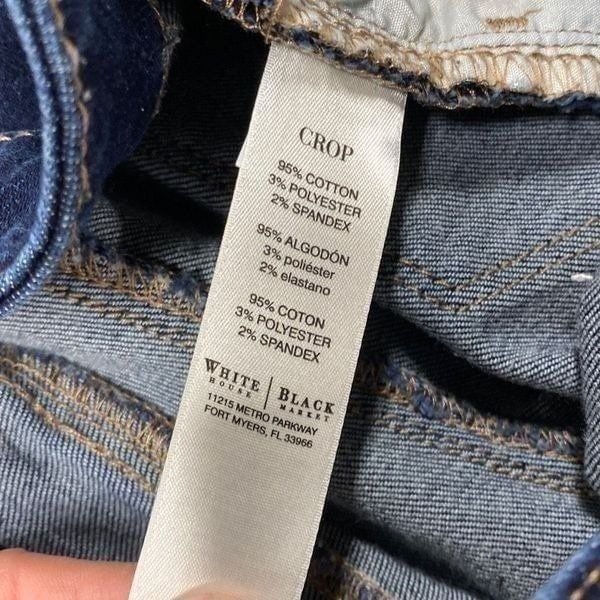 CROP
95% COTTON
3% POLYESTER
2% SPANDEX
95% ALGODÓN
3% poliéster
2% elastano
95% COTON
3% POLYESTER
2% SPANDEX
WHITE HOUSE | BLACK MARKET
11215 METRO PARKWAY
FORT MYERS, FL 33966